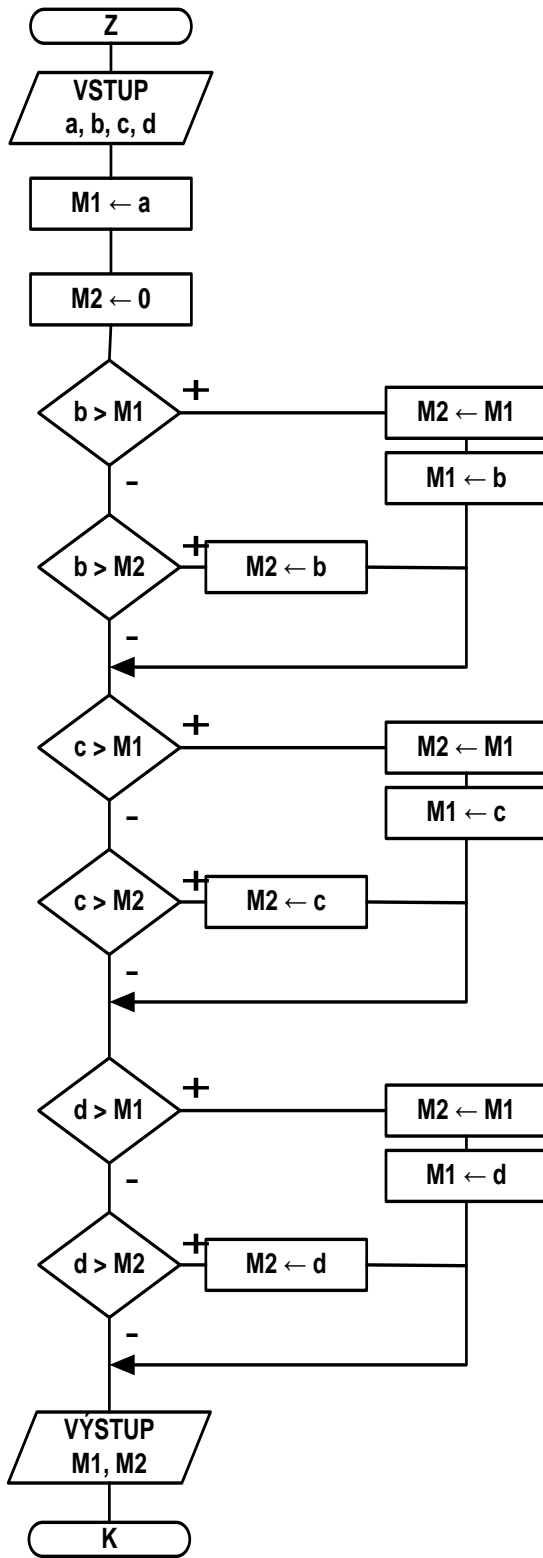 Z
VSTUP
a, b, c, d
M1 ← a
M2 ← 0
b > M1
+
M2 ← M1
M1 ← b
-
b > M2
+
M2 ← b
-
c > M1
+
M2 ← M1
M1 ← c
-
c > M2
+
M2 ← c
-
d > M1
+
M2 ← M1
M1 ← d
-
d > M2
+
M2 ← d
-
VÝSTUP
M1, M2
K